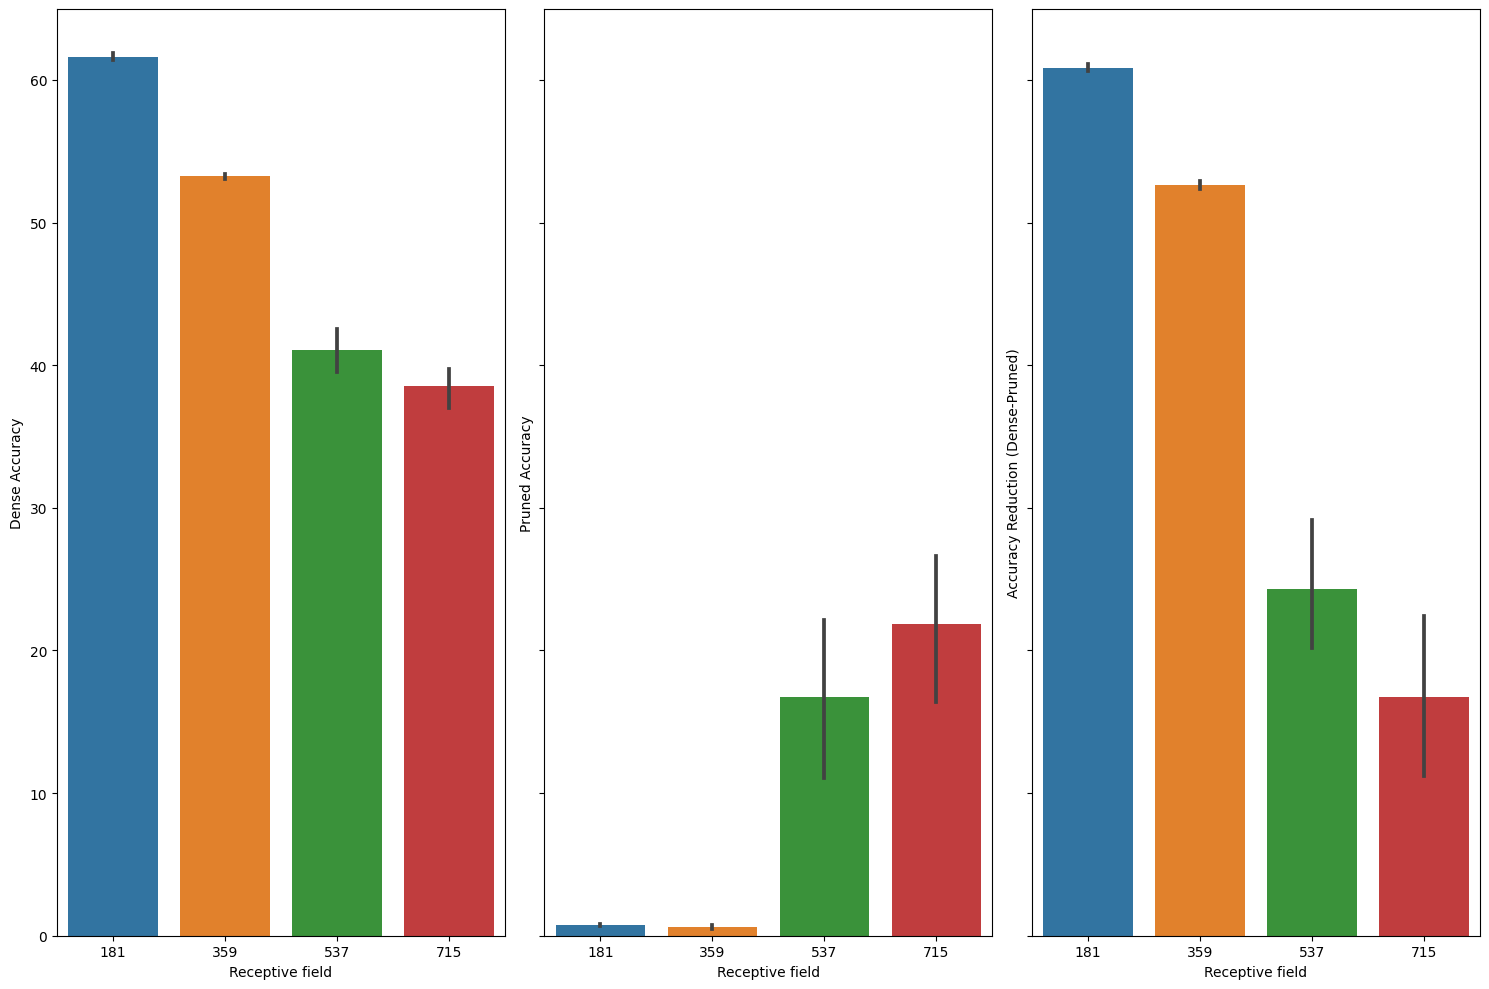 Dense Accuracy
60
50
40
30
20
10
0
181 359 537 715
Receptive field
Pruned Accuracy
181 359 537 715
Receptive field
Accuracy Reduction (Dense-Pruned)
181 359 537 715
Receptive field